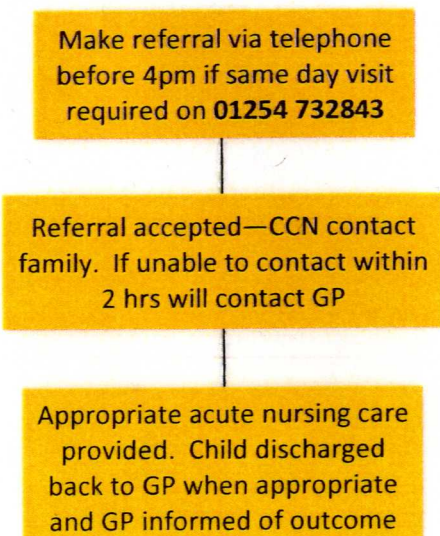 Make referral via telephone
before 4pm if same day visit
required on 01254 732843
Referral accepted—CCN contact
family.  If unable to contact within
2 hrs will contact GP
Appropriate acute nursing care
provided.  Child discharged
back to GP when appropriate
and GP informed of outcome